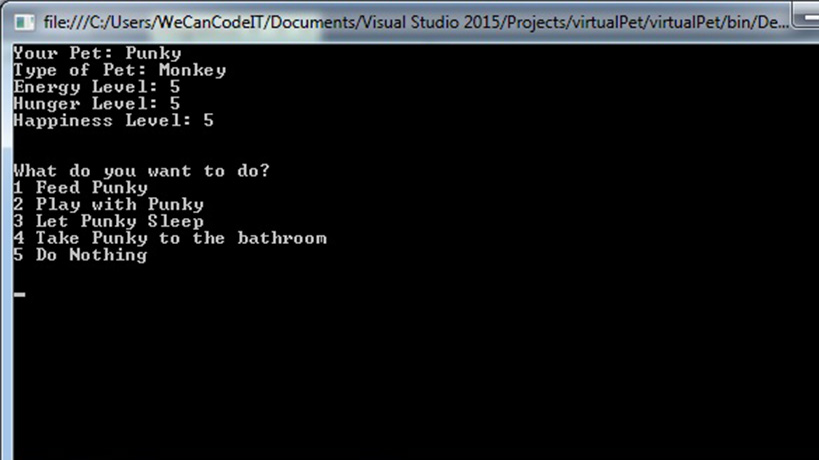 file:///C:/Users/WeCanCodeIT/Documents/Visual Studio 2015/Projects/virtualPet/virtualPet/bin/De...
Your Pet: Punky
Type of Pet: Monkey
Energy Level: 5
Hunger Level: 5
Happiness Level: 5
What do you want to do?
1 Feed Punky
2 Play with Punky
3 Let Punky Sleep
4 Take Punky to the bathroom
5 Do Nothing